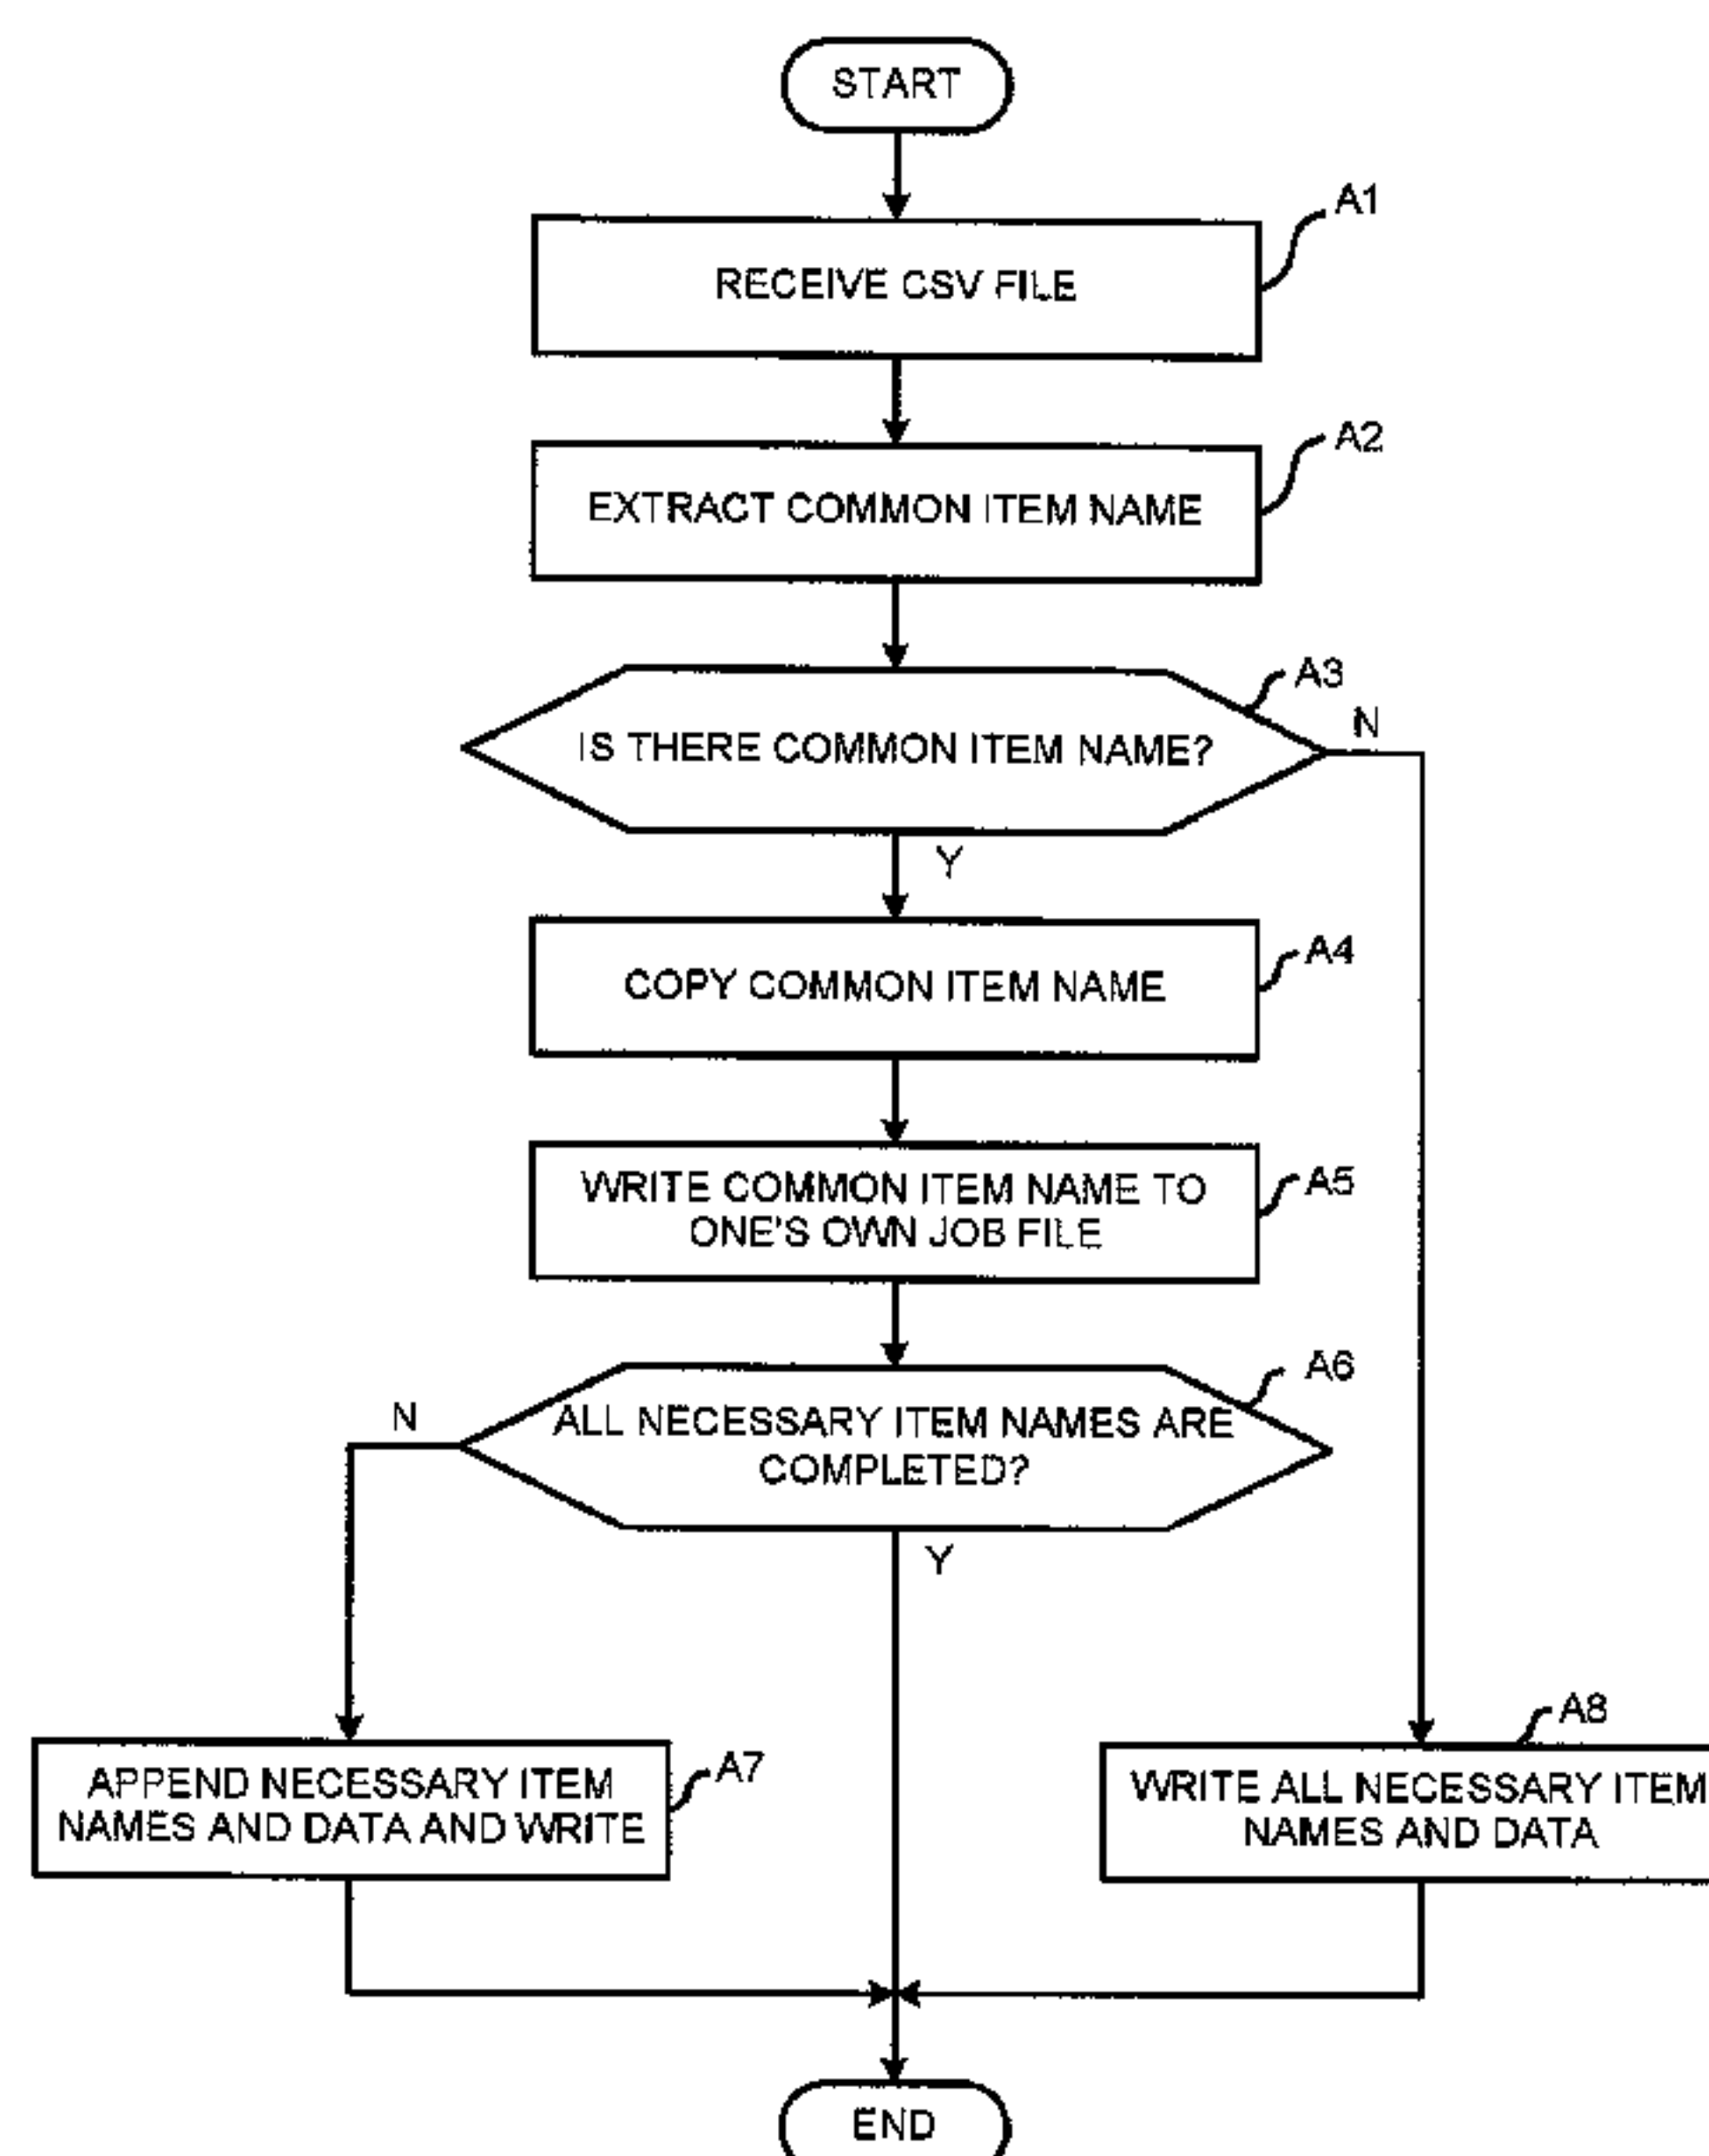 START
A1
RECEIVE CSV FILE
A2
EXTRACT COMMON ITEM NAME
A3
IS THERE COMMON ITEM NAME?
N
Y
A4
COPY COMMON ITEM NAME
A5
WRITE COMMON ITEM NAME TO
ONE'S OWN JOB FILE
A6
N
ALL NECESSARY ITEM NAMES ARE
COMPLETED?
Y
A7
APPEND NECESSARY ITEM
NAMES AND DATA AND WRITE
A8
WRITE ALL NECESSARY ITEM
NAMES AND DATA
END